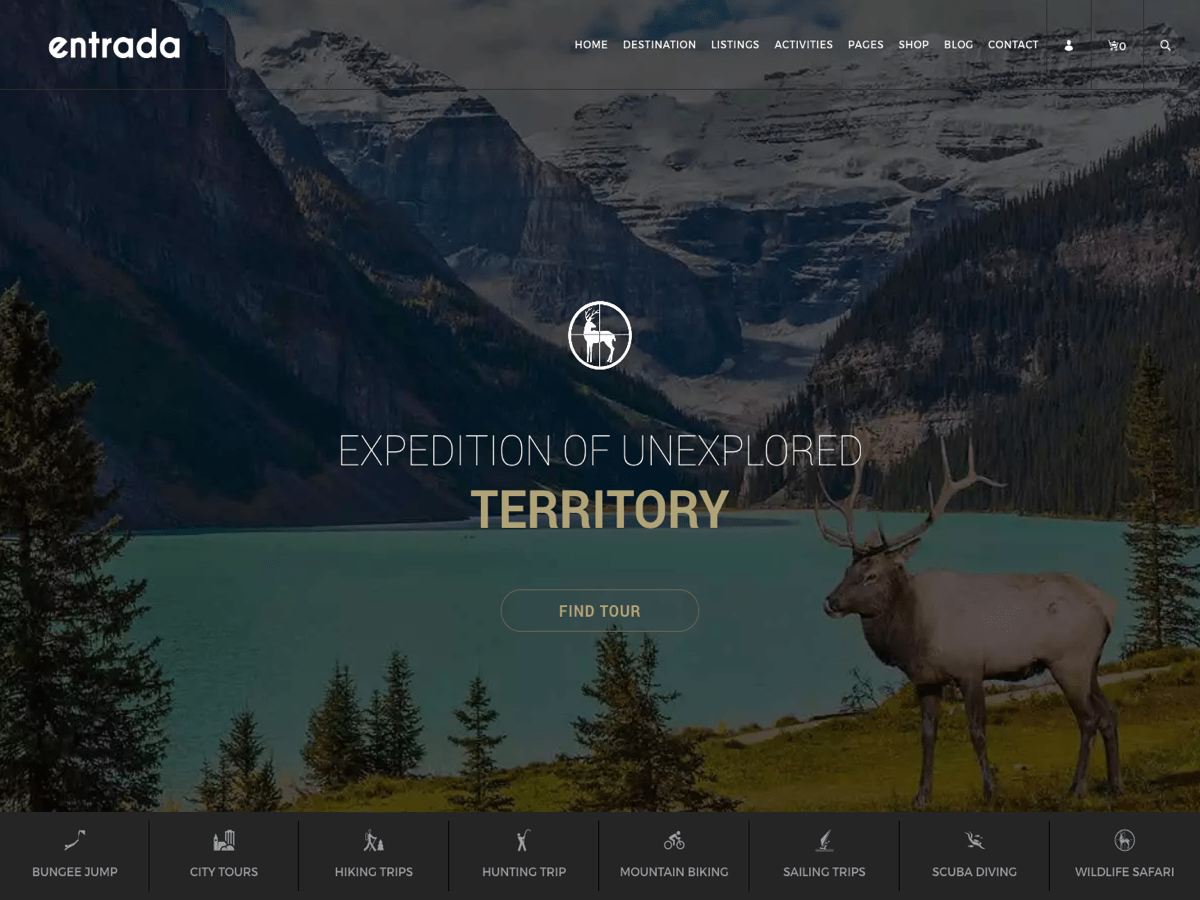 entrada
HOME DESTINATION LISTINGS ACTIVITIES PAGES SHOP BLOG CONTACT 0
EXPEDITION OF UNEXPLORED
TERRITORY
FIND TOUR
BUNGEE JUMP CITY TOURS HIKING TRIPS HUNTING TRIP MOUNTAIN BIKING SAILING TRIPS SCUBA DIVING WILDLIFE SAFARI